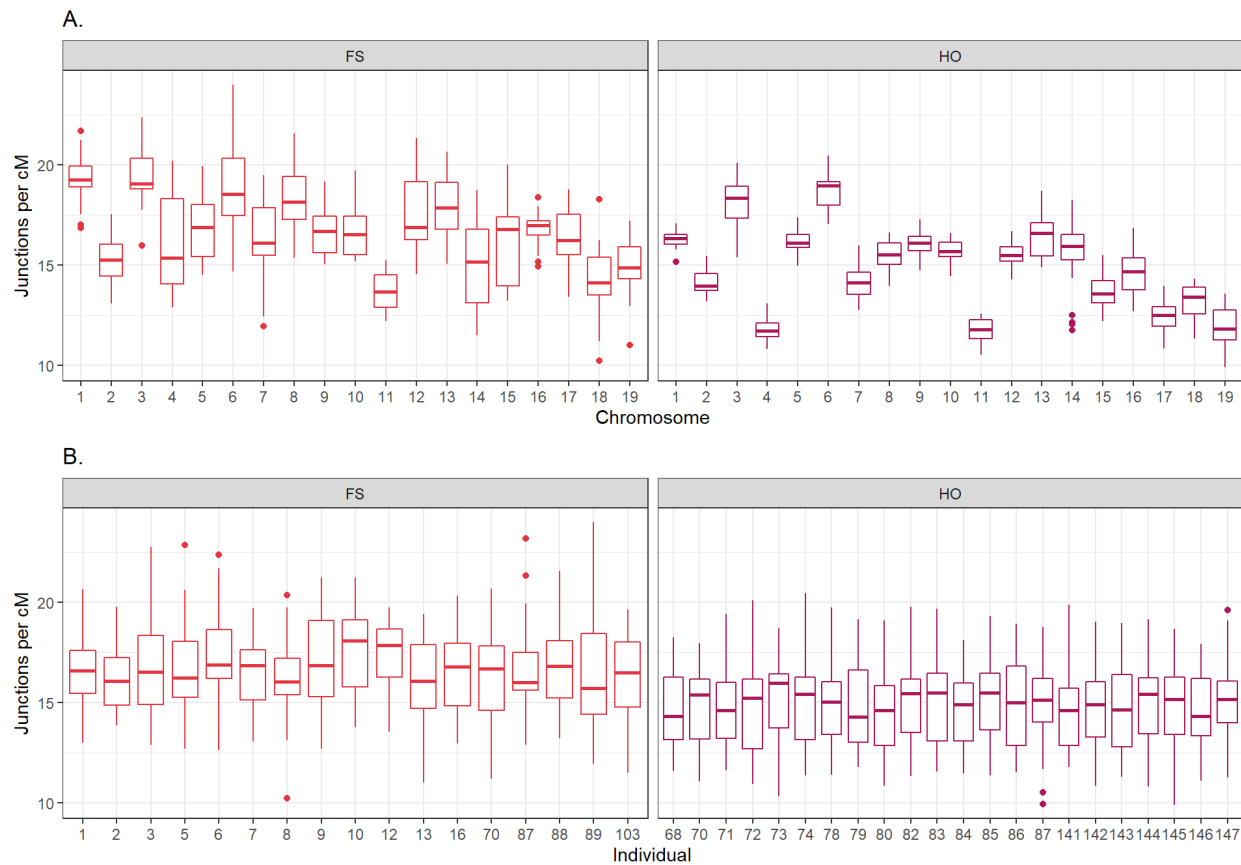 A.
FS HO
Junctions per cM
20
15
10
1 2 3 4 5 6 7 8 9 10 11 12 13 14 15 16 17 18 19 1 2 3 4 5 6 7 8 9 10 11 12 13 14 15 16 17 18 19
Chromosome
B.
FS HO
Junctions per cM
20
15
10
1 2 3 5 6 7 8 9 10 12 13 16 70 87 88 89 103 68 70 71 72 73 74 78 79 80 82 83 84 85 86 87 141 142 143 144 145 146 147
Individual